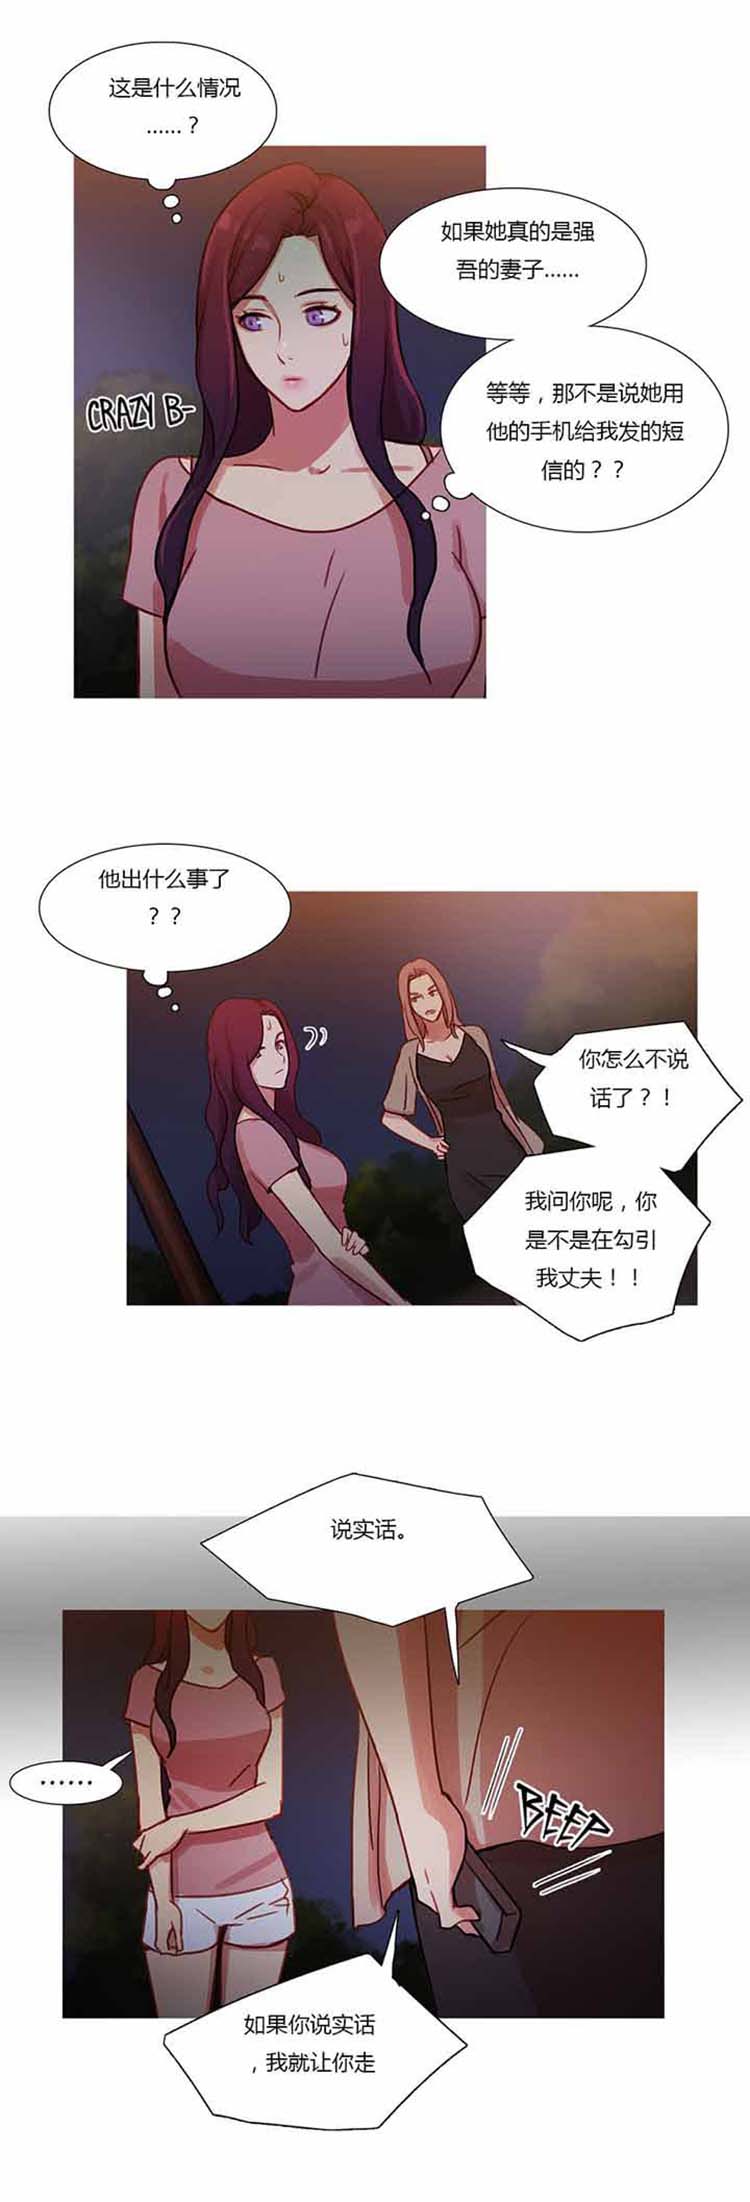 这是什么情况
……？
如果她真的是强
吾的妻子……
等等，那不是说她用
他的手机给我发的短
信的？？
CRAZY B-
他出什么事了
？？
你怎么不说
话了？！
我问你呢，你
是不是在勾引
我丈夫！！
说实话。
……
BEEP
如果你说实话
，我就让你走